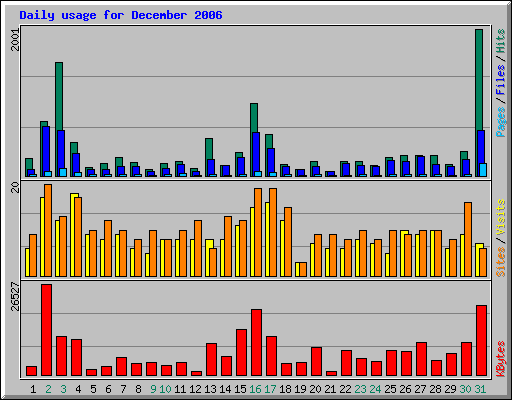 Daily usage for December 2006
2001
Pages / Files / Hits
20
Sites / Visits
26527
KBytes
1 2 3 4 5 6 7 8 9 10 11 12 13 14 15 16 17 18 19 20 21 22 23 24 25 26 27 28 29 30 31